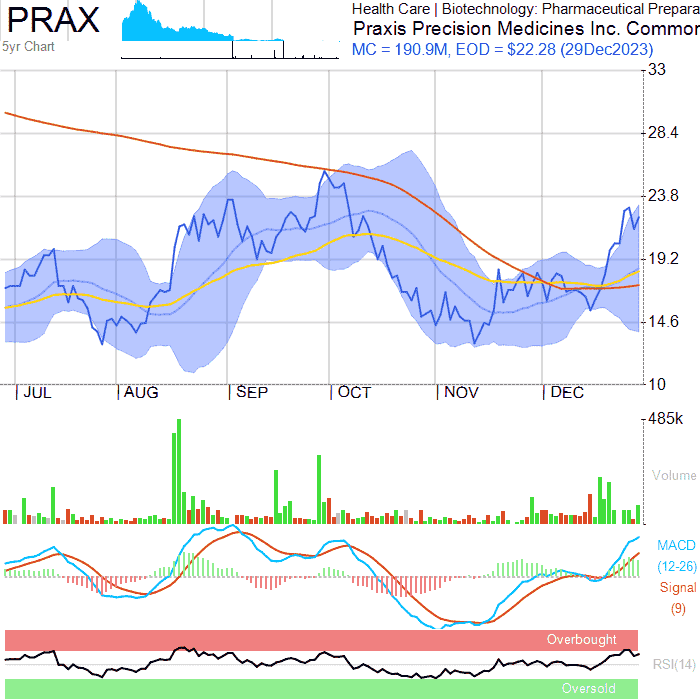 PRAX
5yr Chart
Health Care | Biotechnology: Pharmaceutical Prepara
Praxis Precision Medicines Inc. Common
MC = 190.9M, EOD = $22.28 (29Dec2023)
33
28.4
23.8
19.2
14.6
10
JUL AUG SEP OCT NOV DEC
485k
Volume
MACD
(12-26)
Signal
(9)
Overbought
RSI(14)
Oversold